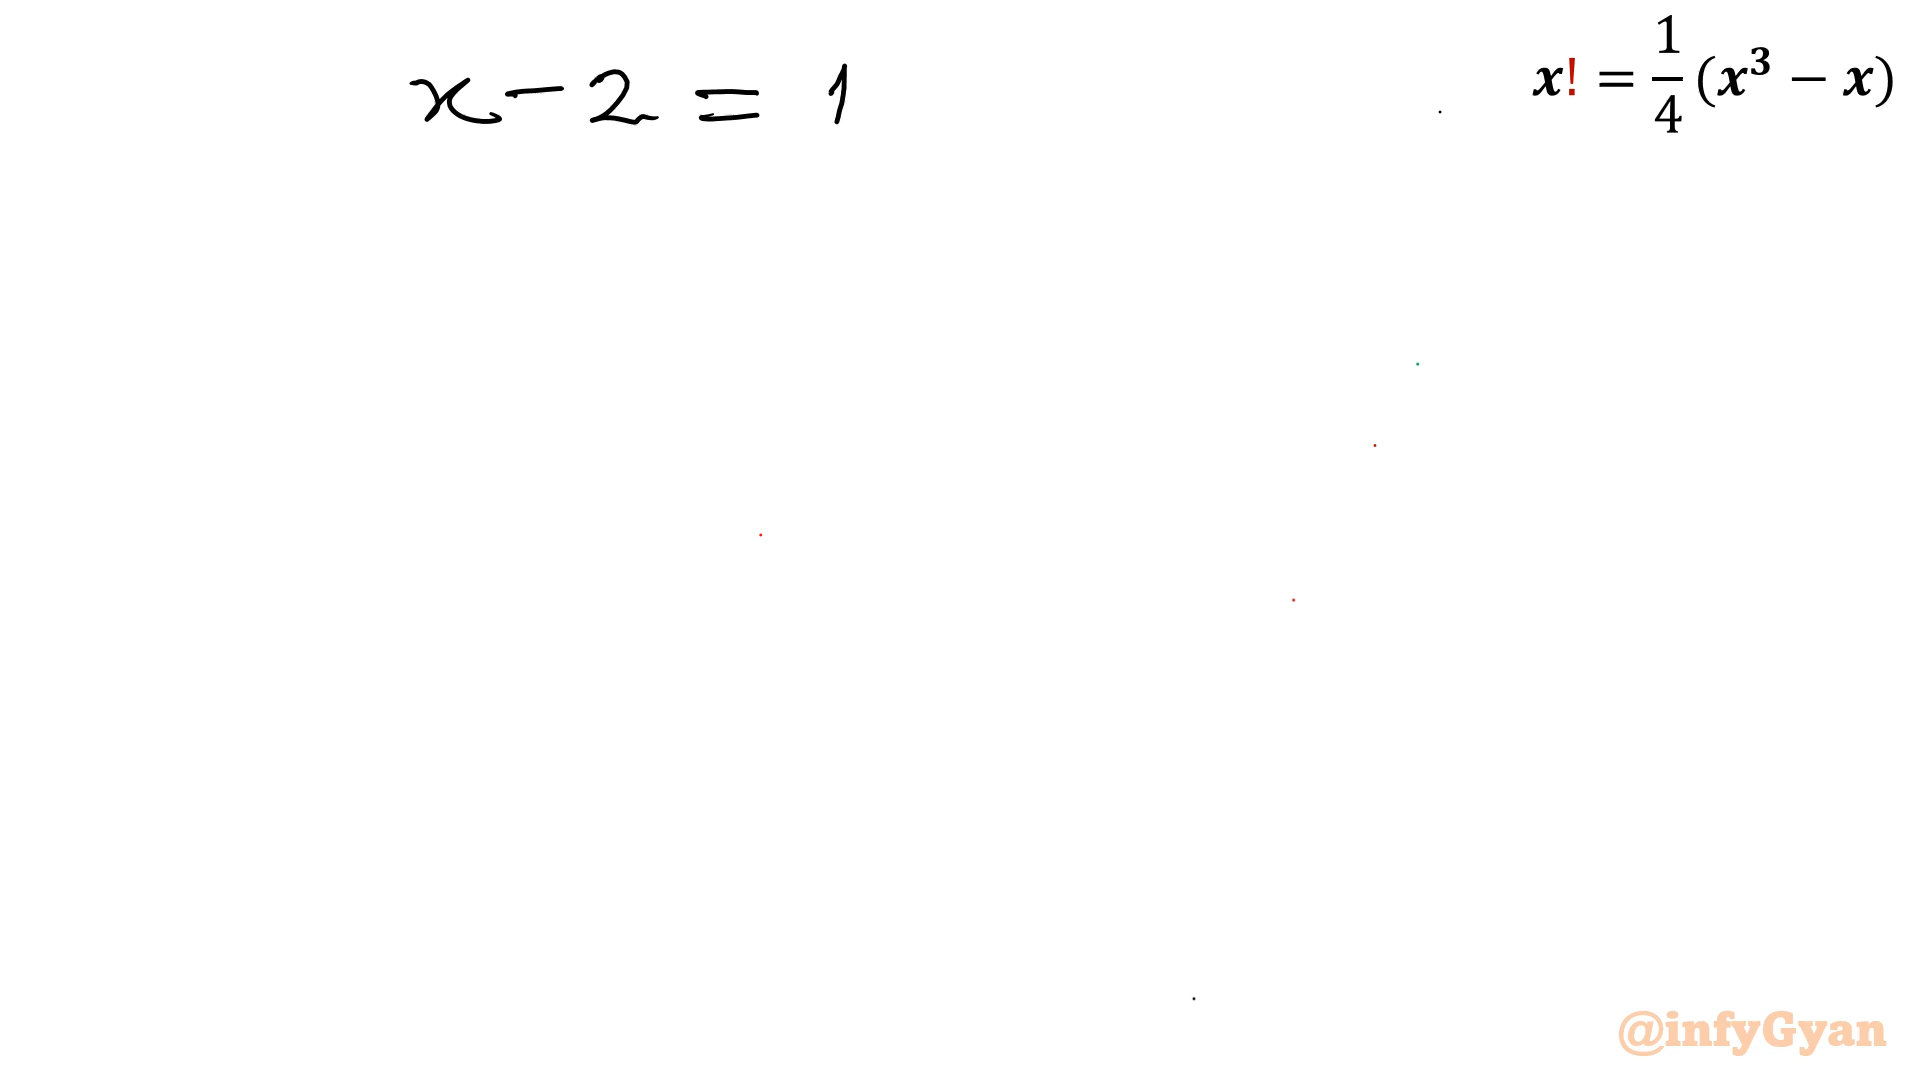 x - 2 = 1
x! = 1/4 (x³ − x)
@infyGyan